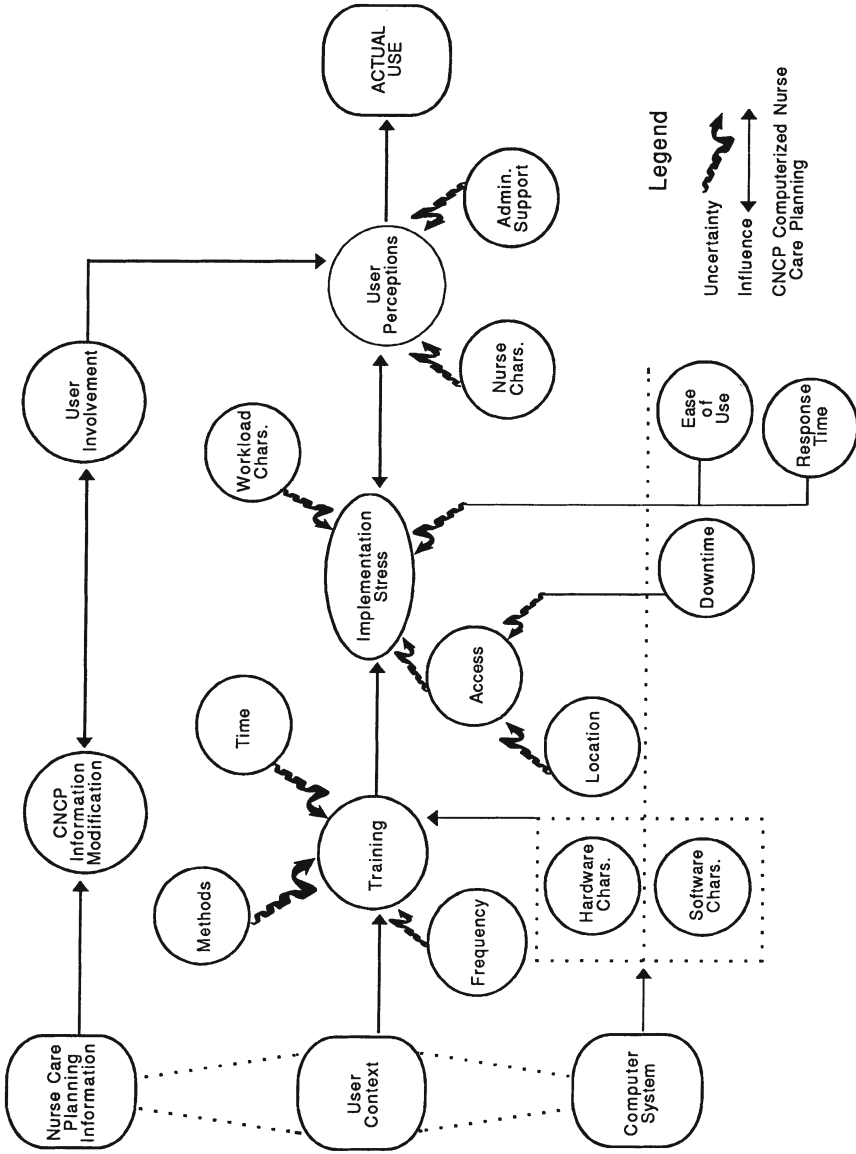 Nurse Care
Planning
Information
CNCP
Information
Modification
User
Involvement
Methods
Time
Workload
Chars.
User
Context
Training
Implementation
Stress
User
Perceptions
ACTUAL
USE
Frequency
Access
Nurse
Chars.
Admin.
Support
Computer
System
Hardware
Chars.
Software
Chars.
Location
Downtime
Ease
of
Use
Response
Time
Legend
Uncertainty
Influence
CNCP Computerized Nurse
Care Planning